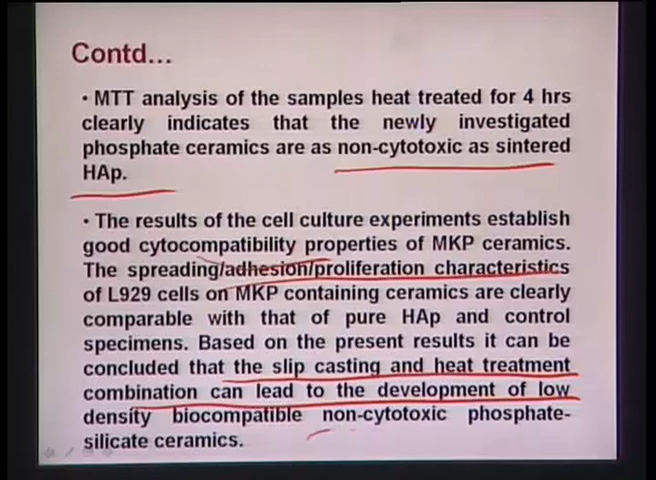 Contd...
• MTT analysis of the samples heat treated for 4 hrs
clearly indicates that the newly investigated
phosphate ceramics are as non-cytotoxic as sintered
HAp.
• The results of the cell culture experiments establish
good cytocompatibility properties of MKP ceramics.
The spreading/adhesion/proliferation characteristics
of L929 cells on MKP containing ceramics are clearly
comparable with that of pure HAp and control
specimens. Based on the present results it can be
concluded that the slip casting and heat treatment
combination can lead to the development of low
density biocompatible non-cytotoxic phosphate-
silicate ceramics.